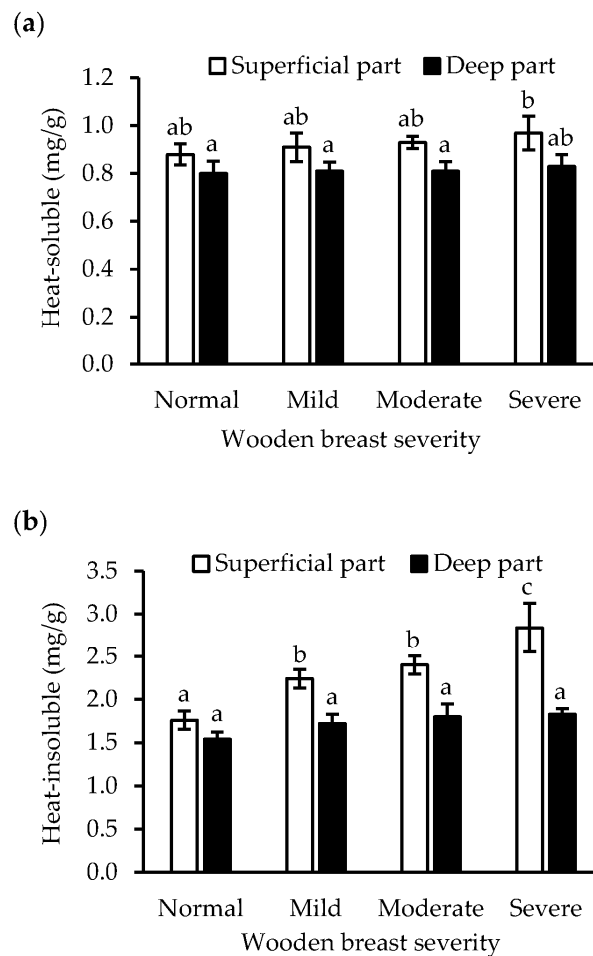 (a)
Superficial part Deep part
1.2
1.0
0.8
0.6
0.4
0.2
0.0
Heat-soluble (mg/g)
ab a ab a ab a b ab
Normal Mild Moderate Severe
Wooden breast severity
(b)
Superficial part Deep part
3.5
3.0
2.5
2.0
1.5
1.0
0.5
0.0
Heat-insoluble (mg/g)
a a b a b a c a
Normal Mild Moderate Severe
Wooden breast severity